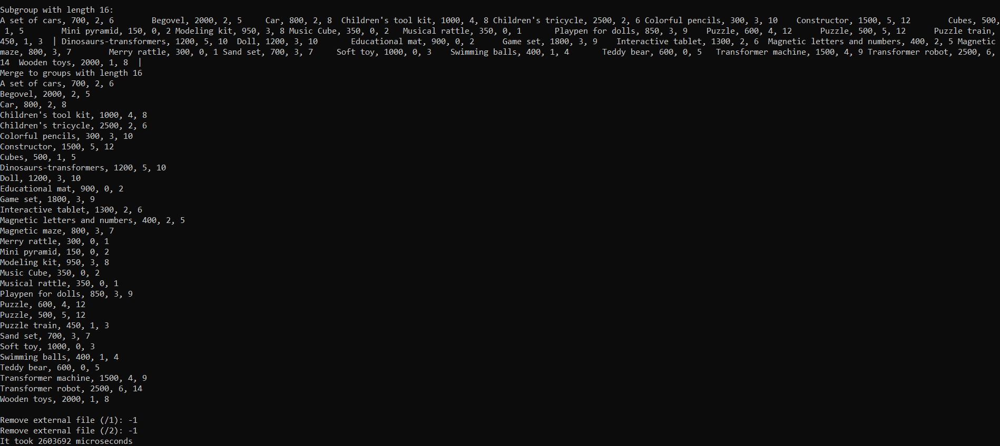 Subgroup with length 16:
A set of cars, 700, 2, 6        Begovel, 2000, 2, 5     Car, 800, 2, 8  Children's tool kit, 1000, 4, 8 Children's tricycle, 2500, 2, 6 Colorful pencils, 300, 3, 10    Constructor, 1500, 5, 12        Cubes, 500,
 1, 5        Mini pyramid, 150, 0, 2 Modeling kit, 950, 3, 8 Music Cube, 350, 0, 2   Musical rattle, 350, 0, 1       Playpen for dolls, 850, 3, 9    Puzzle, 600, 4, 12      Puzzle, 500, 5, 12      Puzzle train,
450, 1, 3  | Dinosaurs-transformers, 1200, 5, 10  Doll, 1200, 3, 10       Educational mat, 900, 0, 2      Game set, 1800, 3, 9    Interactive tablet, 1300, 2, 6  Magnetic letters and numbers, 400, 2, 5 Magnetic
maze, 800, 3, 7        Merry rattle, 300, 0, 1 Sand set, 700, 3, 7     Soft toy, 1000, 0, 3    Swimming balls, 400, 1, 4       Teddy bear, 600, 0, 5   Transformer machine, 1500, 4, 9 Transformer robot, 2500, 6,
14  Wooden toys, 2000, 1, 8  |
Merge to groups with length 16
A set of cars, 700, 2, 6
Begovel, 2000, 2, 5
Car, 800, 2, 8
Children's tool kit, 1000, 4, 8
Children's tricycle, 2500, 2, 6
Colorful pencils, 300, 3, 10
Constructor, 1500, 5, 12
Cubes, 500, 1, 5
Dinosaurs-transformers, 1200, 5, 10
Doll, 1200, 3, 10
Educational mat, 900, 0, 2
Game set, 1800, 3, 9
Interactive tablet, 1300, 2, 6
Magnetic letters and numbers, 400, 2, 5
Magnetic maze, 800, 3, 7
Merry rattle, 300, 0, 1
Mini pyramid, 150, 0, 2
Modeling kit, 950, 3, 8
Music Cube, 350, 0, 2
Musical rattle, 350, 0, 1
Playpen for dolls, 850, 3, 9
Puzzle, 600, 4, 12
Puzzle, 500, 5, 12
Puzzle train, 450, 1, 3
Sand set, 700, 3, 7
Soft toy, 1000, 0, 3
Swimming balls, 400, 1, 4
Teddy bear, 600, 0, 5
Transformer machine, 1500, 4, 9
Transformer robot, 2500, 6, 14
Wooden toys, 2000, 1, 8

Remove external file (/1): -1
Remove external file (/2): -1
It took 2603692 microseconds